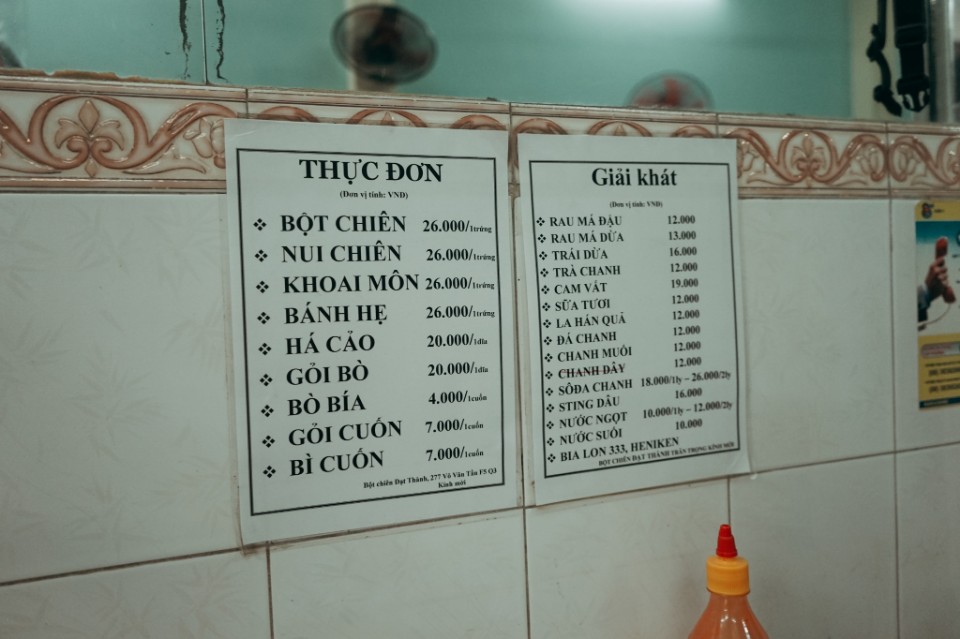 THỰC ĐƠN
(Đơn vị tính: VNĐ)
❖ BỘT CHIÊN 26.000/1trứng
❖ NUI CHIÊN 26.000/1trứng
❖ KHOAI MÔN 26.000/1trứng
❖ BÁNH HẸ 26.000/1trứng
❖ HÁ CẢO 20.000/1đĩa
❖ GỎI BÒ 20.000/1đĩa
❖ BÒ BÍA 4.000/1cuốn
❖ GỎI CUỐN 7.000/1cuốn
❖ BÌ CUỐN 7.000/1cuốn
Bột chiên Đạt Thành, 277 Võ Văn Tần F5 Q3
Kính mời
Giải khát
(Đơn vị tính: VNĐ)
❖ RAU MÁ ĐẬU 12.000
❖ RAU MÁ DỪA 13.000
❖ TRÁI DỪA 16.000
❖ TRÀ CHANH 12.000
❖ CAM VẮT 19.000
❖ SỮA TƯƠI 12.000
❖ LA HÁN QUẢ 12.000
❖ ĐÁ CHANH 12.000
❖ CHANH MUỐI 12.000
❖ CHANH DÂY 12.000
❖ SÔĐA CHANH 18.000/1ly – 26.000/2ly
❖ STING DÂU 16.000
❖ NƯỚC NGỌT 10.000/1ly – 12.000/2ly
❖ NƯỚC SUỐI 10.000
❖ BIA LON 333, HENIKEN
BỘT CHIÊN ĐẠT THÀNH TRÂN TRỌNG KÍNH MỜI